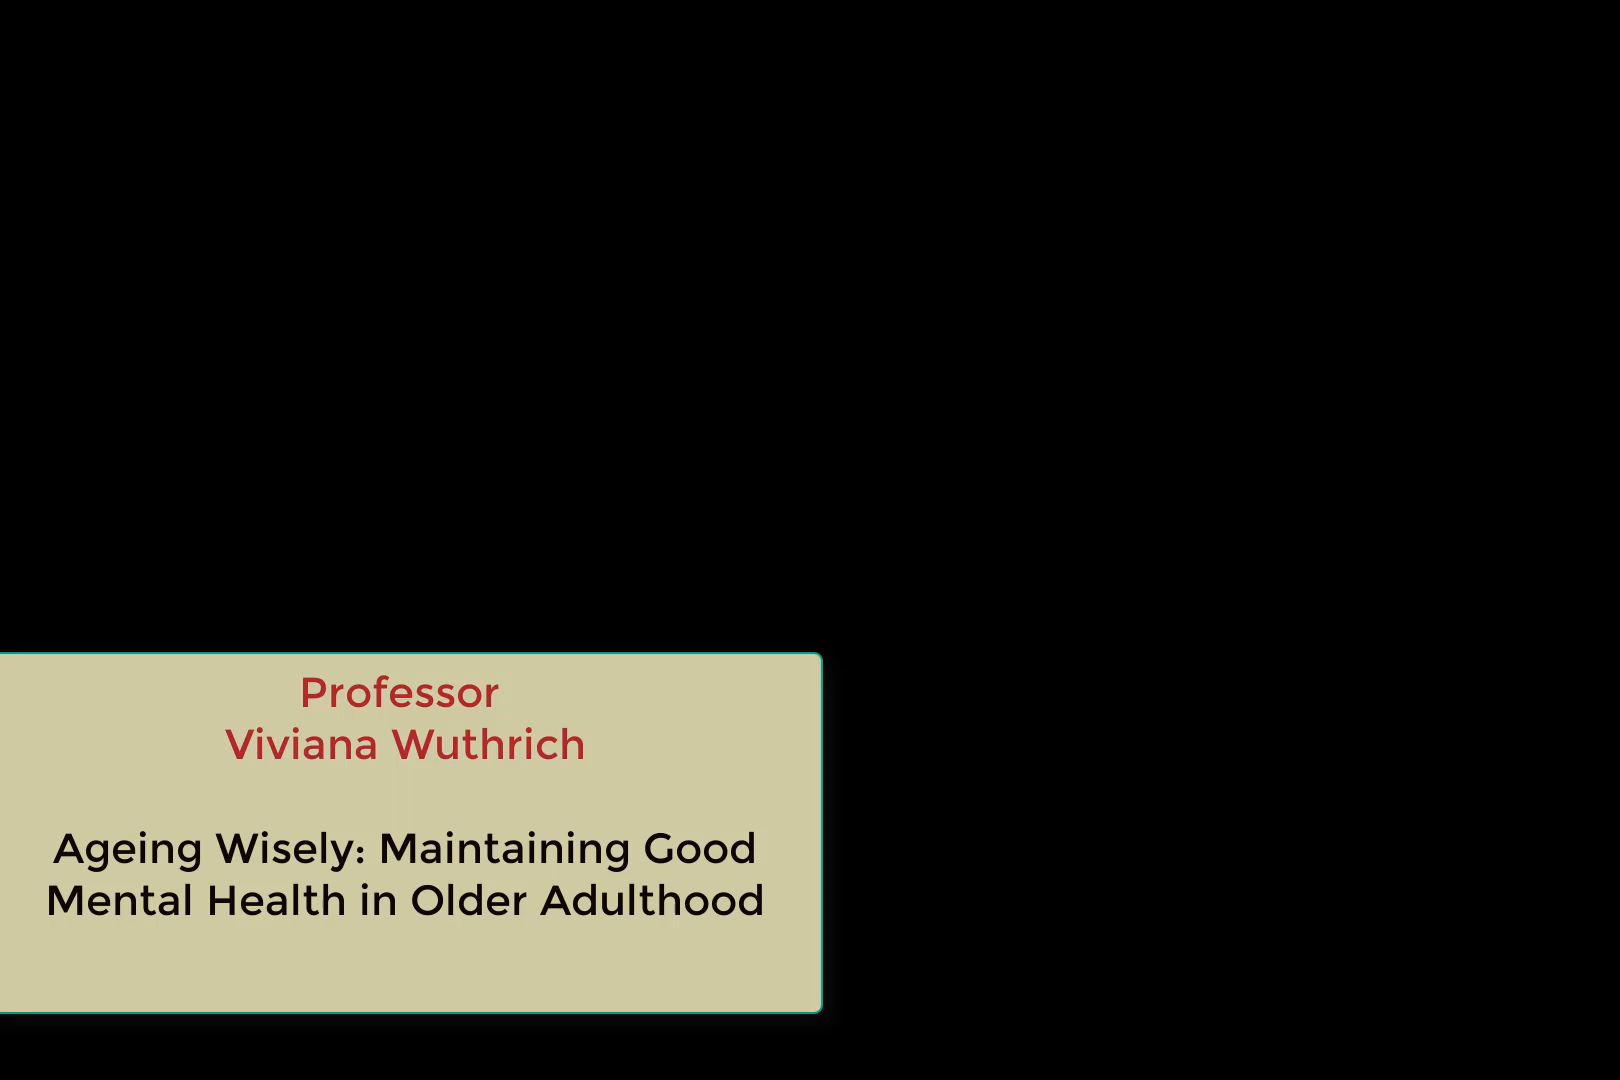 Professor
Viviana Wuthrich
Ageing Wisely: Maintaining Good
Mental Health in Older Adulthood